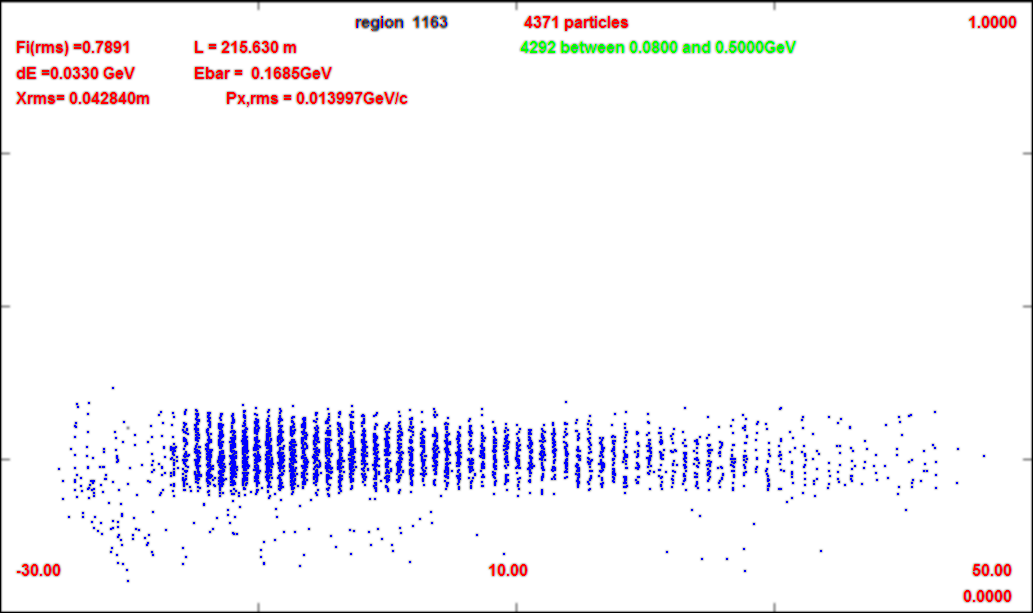 region 1163 4371 particles 1.0000
Fi(rms) =0.7891 L = 215.630 m 4292 between 0.0800 and 0.5000GeV
dE =0.0330 GeV Ebar = 0.1685GeV
Xrms= 0.042840m Px,rms = 0.013997GeV/c
-30.00 10.00 50.00
0.0000